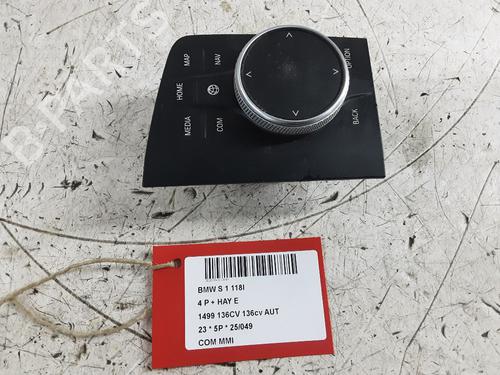 MAP
NAV
OPTION
HOME
MEDIA
COM
BACK
BMW S 1 118I
4 P + HAY E
1499 136CV 136cv AUT
23 * 5P * 25/049
COM MMI
B-Parts